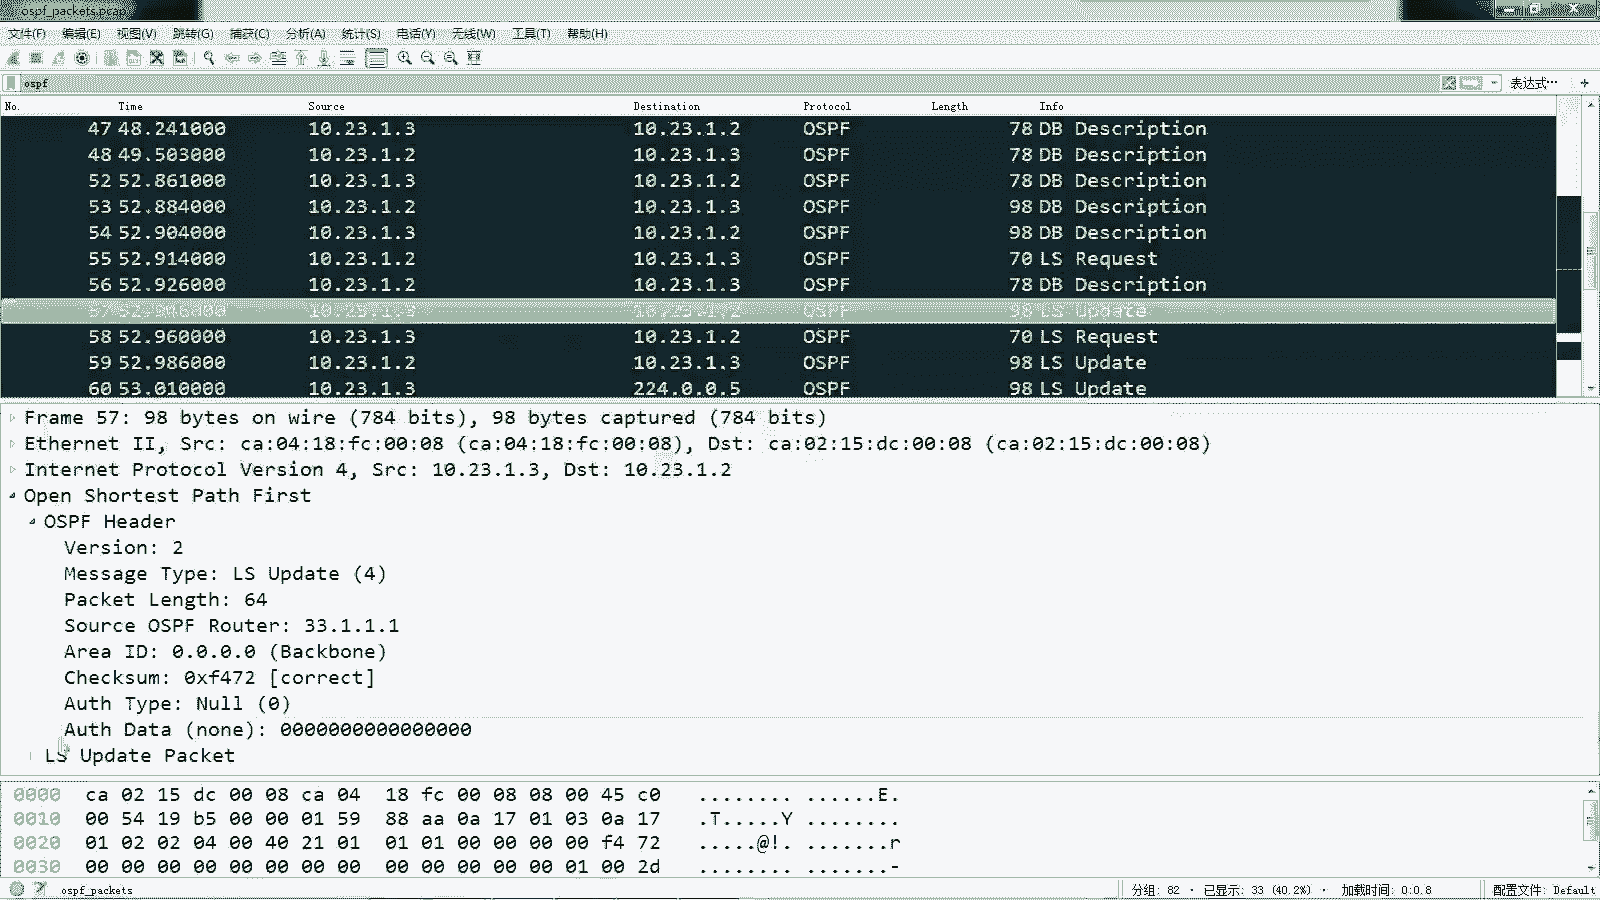 ospf_packets.pcap
文件(F) 编辑(E) 视图(V) 跳转(G) 捕获(C) 分析(A) 统计(S) 电话(Y) 无线(W) 工具(T) 帮助(H)
ospf 表达式…
No. Time Source Destination Protocol Length Info
47 48.241000 10.23.1.3 10.23.1.2 OSPF 78 DB Description
48 49.503000 10.23.1.2 10.23.1.3 OSPF 78 DB Description
52 52.861000 10.23.1.3 10.23.1.2 OSPF 78 DB Description
53 52.884000 10.23.1.2 10.23.1.3 OSPF 98 DB Description
54 52.904000 10.23.1.3 10.23.1.2 OSPF 98 DB Description
55 52.914000 10.23.1.2 10.23.1.3 OSPF 70 LS Request
56 52.926000 10.23.1.2 10.23.1.3 OSPF 78 DB Description
57 10.23.1.3 10.23.1.2 OSPF 98 LS Update
58 52.960000 10.23.1.3 10.23.1.2 OSPF 70 LS Request
59 52.986000 10.23.1.2 10.23.1.3 OSPF 98 LS Update
60 53.010000 10.23.1.3 224.0.0.5 OSPF 98 LS Update
Frame 57: 98 bytes on wire (784 bits), 98 bytes captured (784 bits)
Ethernet II, Src: ca:04:18:fc:00:08 (ca:04:18:fc:00:08), Dst: ca:02:15:dc:00:08 (ca:02:15:dc:00:08)
Internet Protocol Version 4, Src: 10.23.1.3, Dst: 10.23.1.2
Open Shortest Path First
OSPF Header
Version: 2
Message Type: LS Update (4)
Packet Length: 64
Source OSPF Router: 33.1.1.1
Area ID: 0.0.0.0 (Backbone)
Checksum: 0xf472 [correct]
Auth Type: Null (0)
Auth Data (none): 0000000000000000
LS Update Packet
0000 ca 02 15 dc 00 08 ca 04 18 fc 00 08 08 00 45 c0 ........ ......E.
0010 00 54 19 b5 00 00 01 59 88 aa 0a 17 01 03 0a 17 .T.....Y ........
0020 01 02 02 04 00 40 21 01 01 01 00 00 00 00 f4 72 .....@!. .......r
0030 00 00 00 00 00 00 00 00 00 00 00 00 00 01 00 2d ........ .......-
ospf_packets 分组: 82 · 已显示: 33 (40.2%) · 加载时间: 0:0.8 配置文件: Default